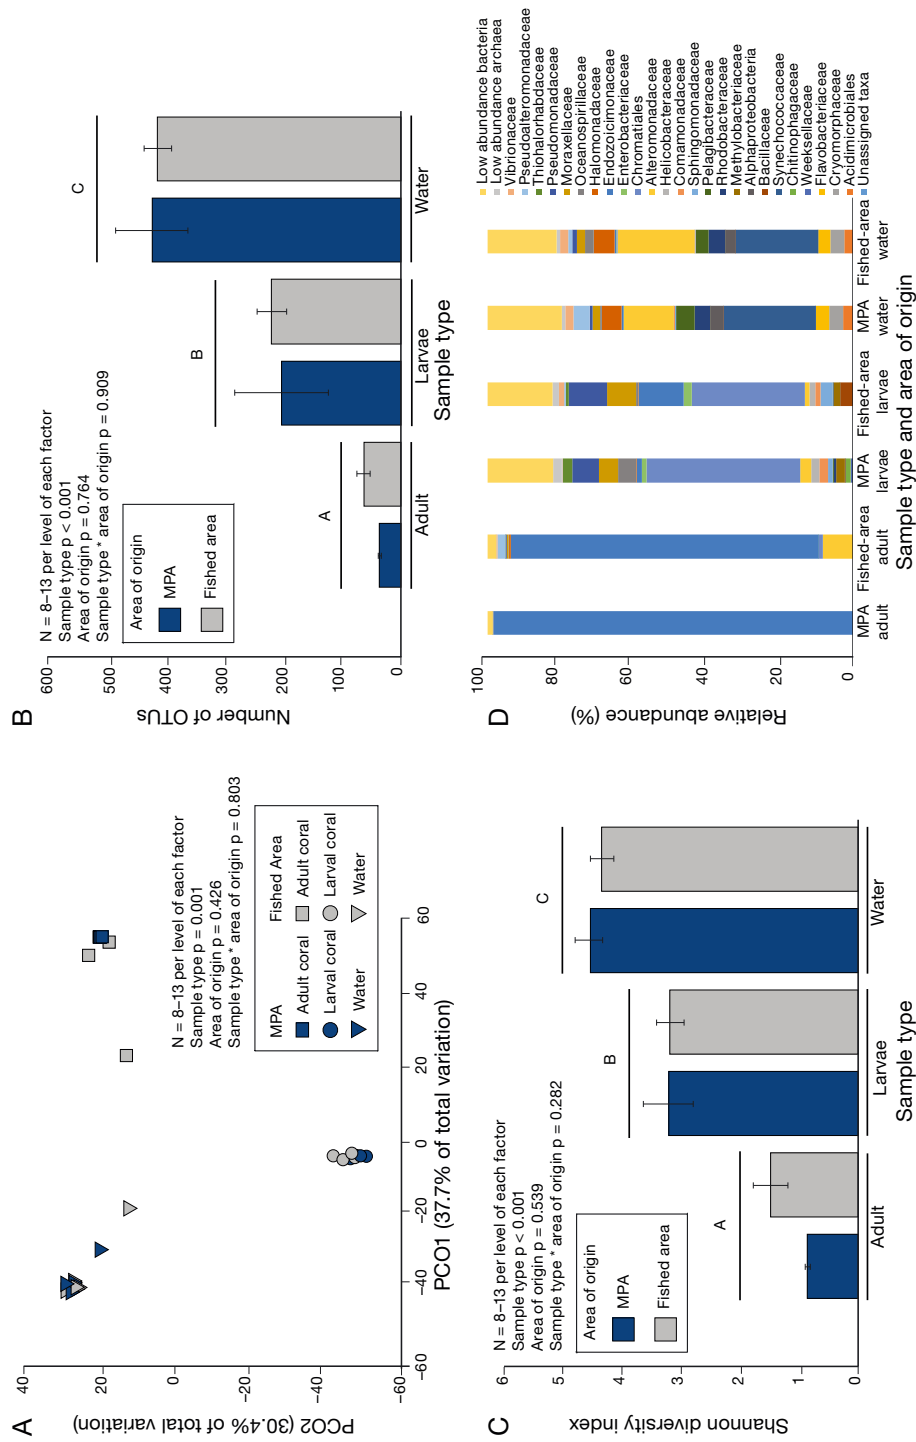 A
40
20
0
−20
−40
−60
PCO2 (30.4% of total variation)
−60
−40
−20
0
20
40
60
PCO1 (37.7% of total variation)
N = 8–13 per level of each factor
Sample type p = 0.001
Area of origin p = 0.426
Sample type * area of origin p = 0.803
MPA
Fished Area
Adult coral
Adult coral
Larval coral
Larval coral
Water
Water
B
600
500
400
300
200
100
0
Number of OTUs
N = 8–13 per level of each factor
Sample type p < 0.001
Area of origin p = 0.764
Sample type * area of origin p = 0.909
Area of origin
MPA
Fished area
A
B
C
Adult
Larvae
Water
Sample type
C
6
5
4
3
2
1
0
Shannon diversity index
N = 8–13 per level of each factor
Sample type p < 0.001
Area of origin p = 0.539
Sample type * area of origin p = 0.282
Area of origin
MPA
Fished area
A
B
C
Adult
Larvae
Water
Sample type
D
100
80
60
40
20
0
Relative abundance (%)
MPA
adult
Fished-area
adult
MPA
larvae
Fished-area
larvae
MPA
water
Fished-area
water
Sample type and area of origin
Low abundance bacteria
Low abundance archaea
Vibrionaceae
Pseudoalteromonadaceae
Thiohalorhabdaceae
Pseudomonadaceae
Moraxellaceae
Oceanospirillaceae
Halomonadaceae
Endozoicimonaceae
Enterobacteriaceae
Chromatiales
Alteromonadaceae
Helicobacteraceae
Comamonadaceae
Sphingomonadaceae
Pelagibacteraceae
Rhodobacteraceae
Methylobacteriaceae
Alphaproteobacteria
Bacillaceae
Synechococcaceae
Chitinophagaceae
Weeksellaceae
Flavobacteriaceae
Cryomorphaceae
Acidimicrobiales
Unassigned taxa